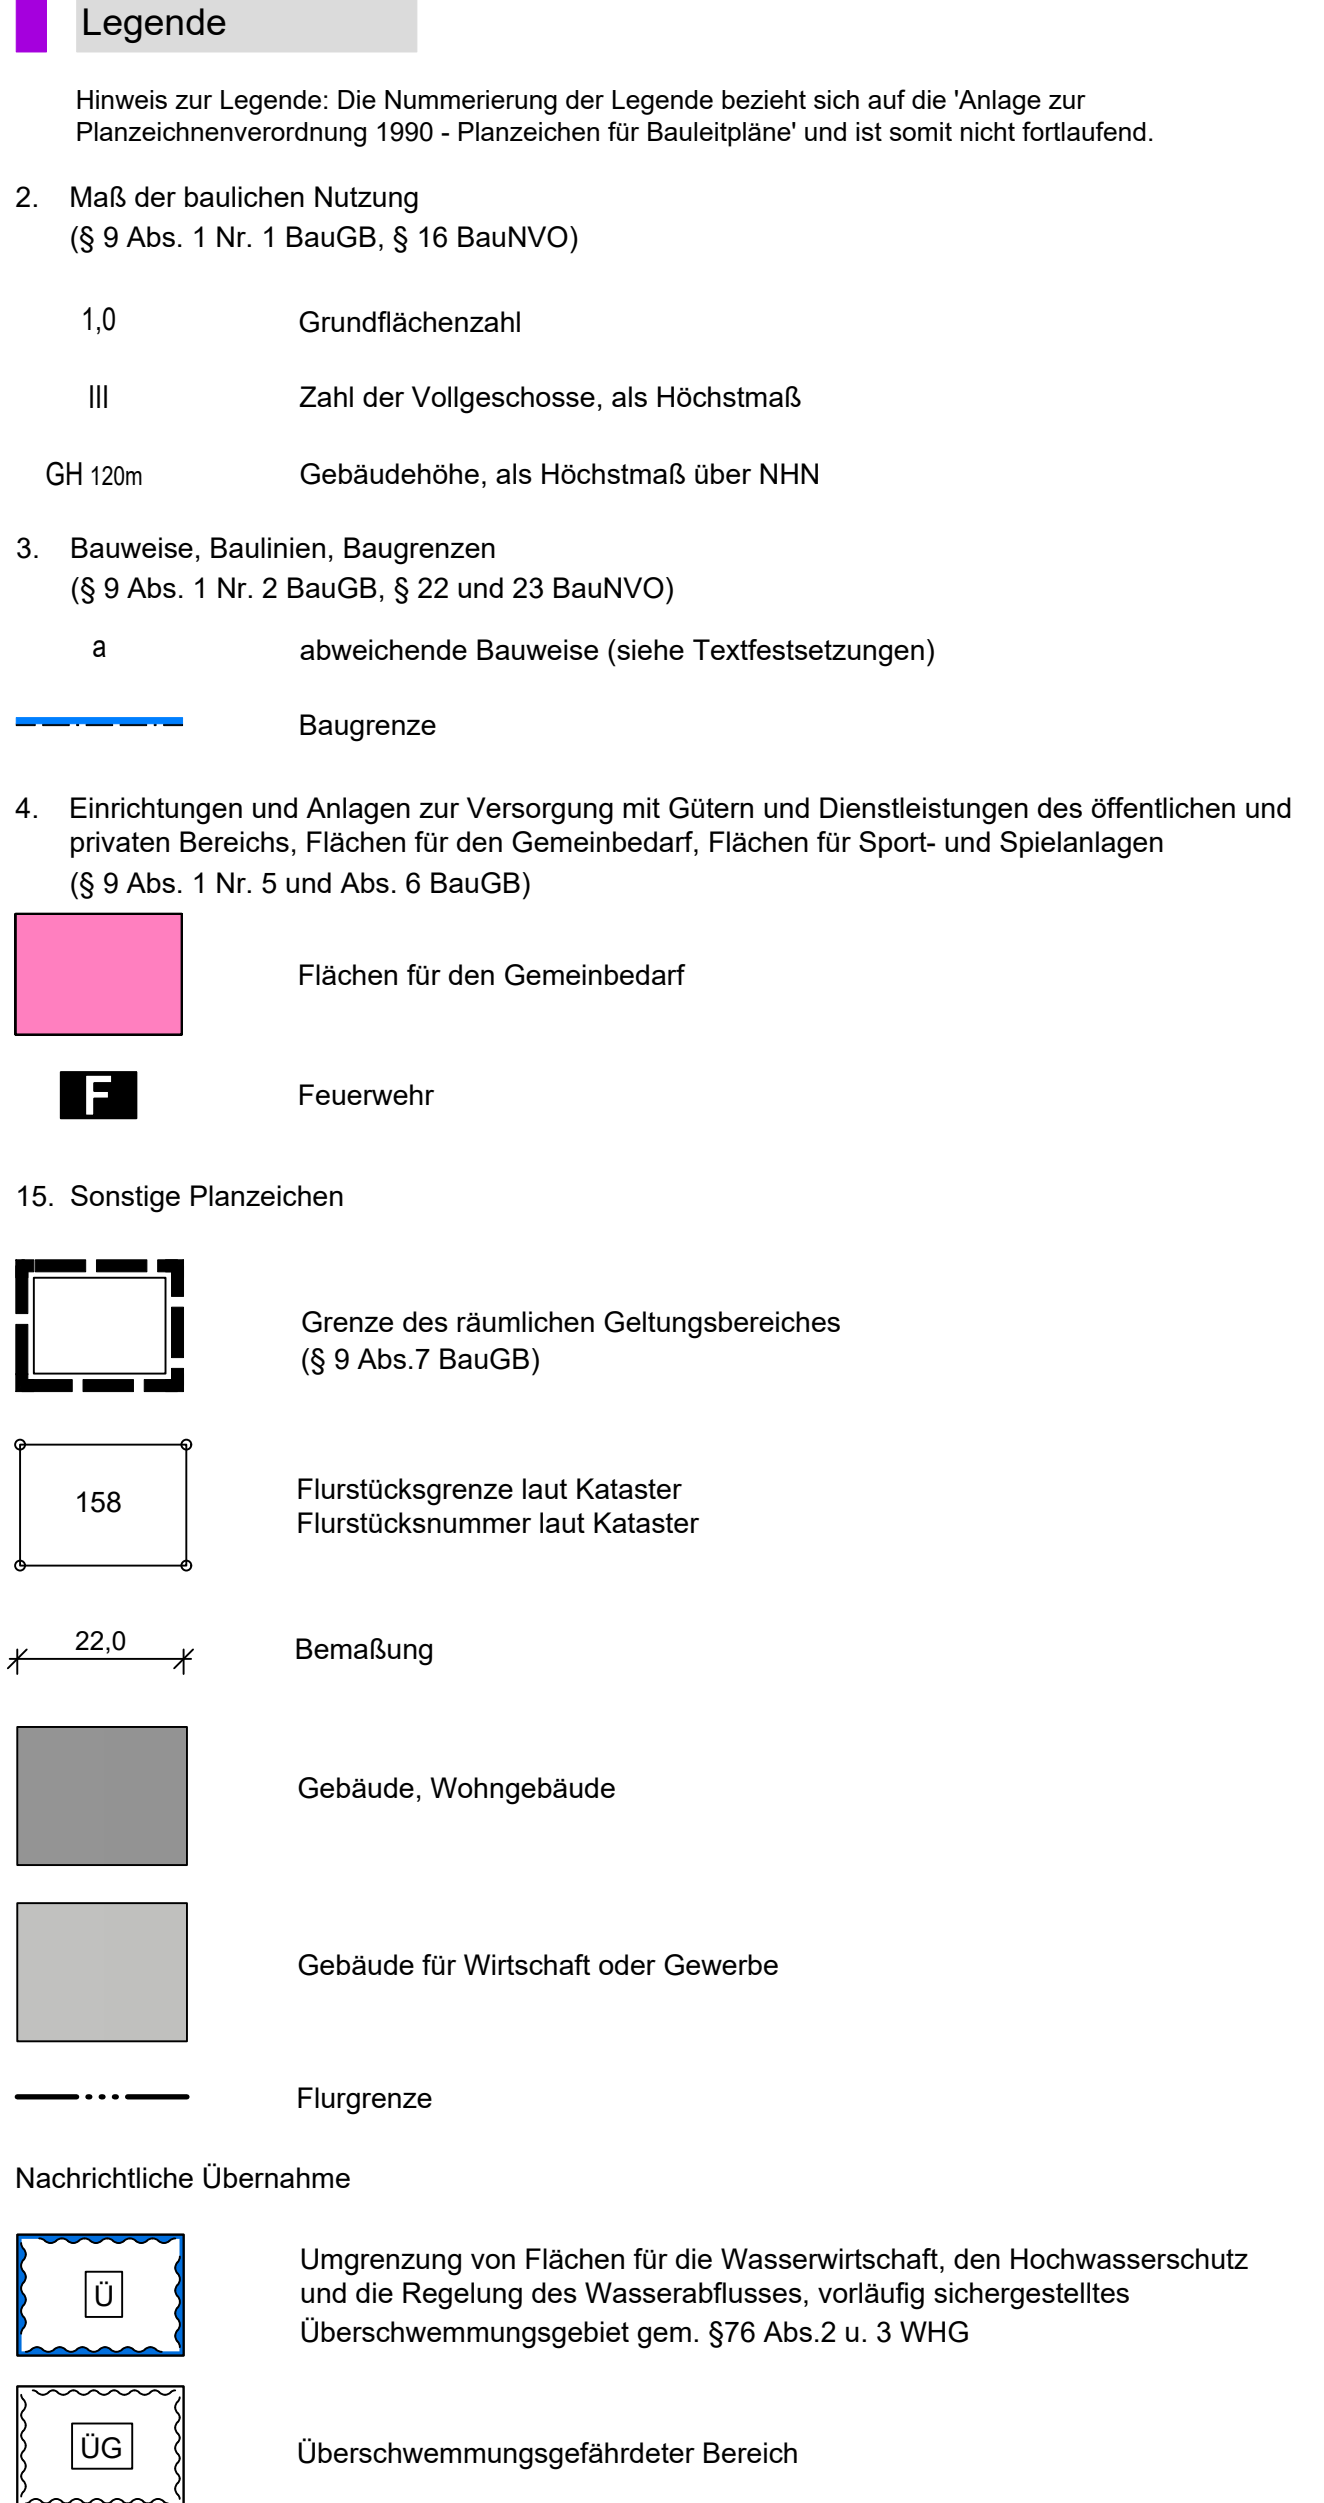 Legende
Hinweis zur Legende: Die Nummerierung der Legende bezieht sich auf die 'Anlage zur
Planzeichnenverordnung 1990 - Planzeichen für Bauleitpläne' und ist somit nicht fortlaufend.
2. Maß der baulichen Nutzung
(§ 9 Abs. 1 Nr. 1 BauGB, § 16 BauNVO)
1,0 Grundflächenzahl
III Zahl der Vollgeschosse, als Höchstmaß
GH 120m Gebäudehöhe, als Höchstmaß über NHN
3. Bauweise, Baulinien, Baugrenzen
(§ 9 Abs. 1 Nr. 2 BauGB, § 22 und 23 BauNVO)
a abweichende Bauweise (siehe Textfestsetzungen)
Baugrenze
4. Einrichtungen und Anlagen zur Versorgung mit Gütern und Dienstleistungen des öffentlichen und
privaten Bereichs, Flächen für den Gemeinbedarf, Flächen für Sport- und Spielanlagen
(§ 9 Abs. 1 Nr. 5 und Abs. 6 BauGB)
Flächen für den Gemeinbedarf
F Feuerwehr
15. Sonstige Planzeichen
Grenze des räumlichen Geltungsbereiches
(§ 9 Abs.7 BauGB)
158
Flurstücksgrenze laut Kataster
Flurstücksnummer laut Kataster
22,0 Bemaßung
Gebäude, Wohngebäude
Gebäude für Wirtschaft oder Gewerbe
Flurgrenze
Nachrichtliche Übernahme
Ü
Umgrenzung von Flächen für die Wasserwirtschaft, den Hochwasserschutz
und die Regelung des Wasserabflusses, vorläufig sichergestelltes
Überschwemmungsgebiet gem. §76 Abs.2 u. 3 WHG
ÜG Überschwemmungsgefährdeter Bereich